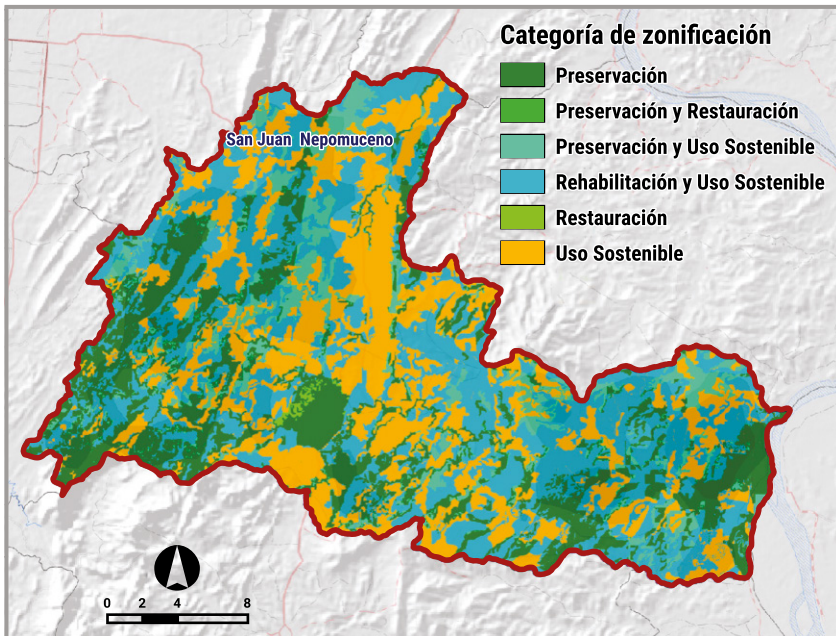 Categoría de zonificación
Preservación
Preservación y Restauración
Preservación y Uso Sostenible
Rehabilitación y Uso Sostenible
Restauración
Uso Sostenible
San Juan Nepomuceno
0 2 4 8